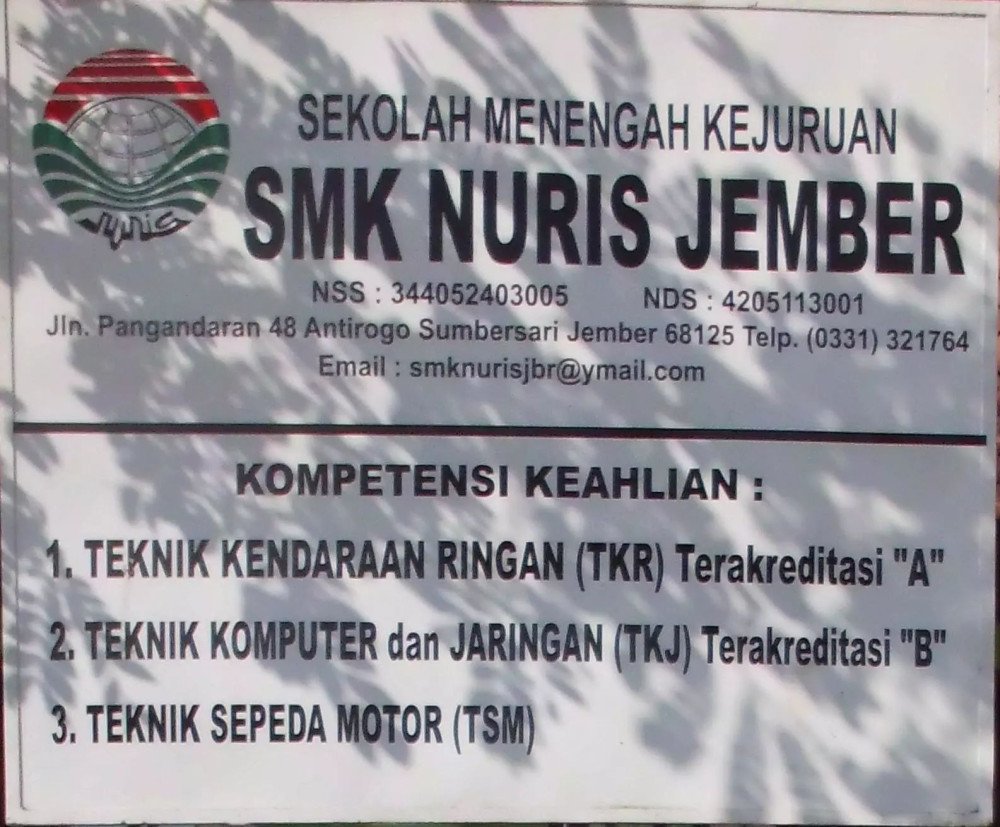 SEKOLAH MENENGAH KEJURUAN
SMK NURIS JEMBER
NSS : 344052403005 NDS : 4205113001
Jln. Pangandaran 48 Antirogo Sumbersari Jember 68125 Telp. (0331) 321764
Email : smknurisjbr@ymail.com
KOMPETENSI KEAHLIAN :
1. TEKNIK KENDARAAN RINGAN (TKR) Terakreditasi "A"
2. TEKNIK KOMPUTER dan JARINGAN (TKJ) Terakreditasi "B"
3. TEKNIK SEPEDA MOTOR (TSM)